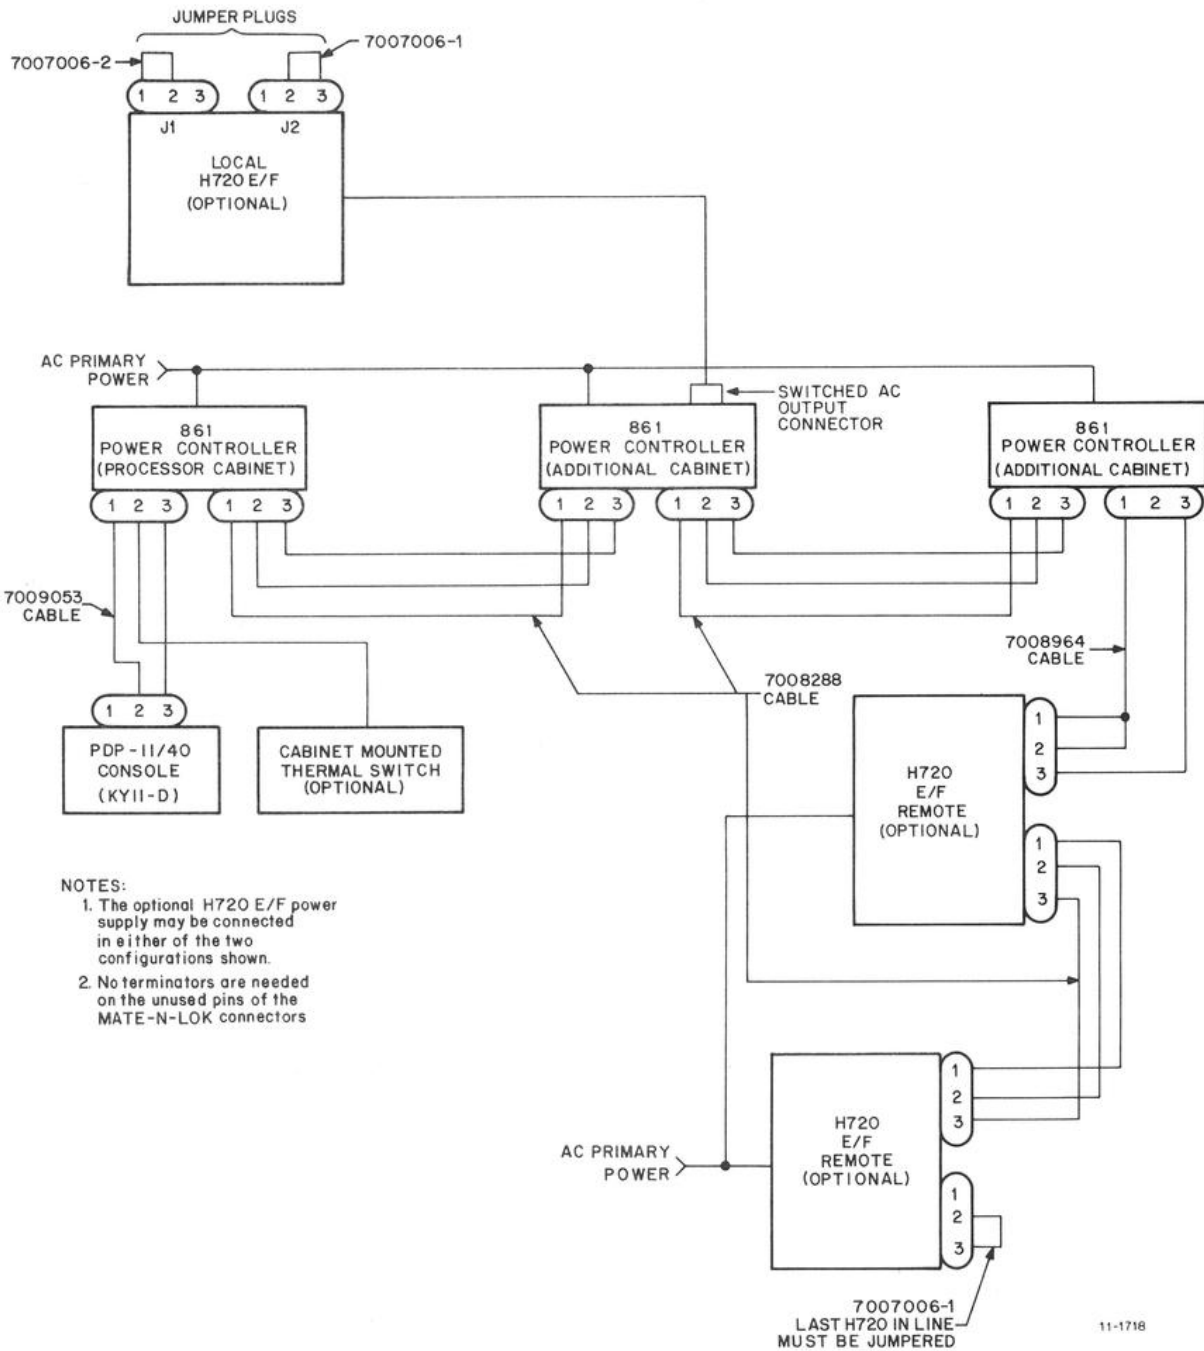 JUMPER PLUGS
7007006-2
7007006-1
1 2 3
1 2 3
J1
J2
LOCAL
H720 E/F
(OPTIONAL)
AC PRIMARY
POWER
SWITCHED AC
OUTPUT
CONNECTOR
861
POWER CONTROLLER
(PROCESSOR CABINET)
861
POWER CONTROLLER
(ADDITIONAL CABINET)
861
POWER CONTROLLER
(ADDITIONAL CABINET)
1 2 3
1 2 3
1 2 3
1 2 3
1 2 3
1 2 3
7009053
CABLE
7008288
CABLE
7008964
CABLE
1 2 3
PDP-11/40
CONSOLE
(KY11-D)
CABINET MOUNTED
THERMAL SWITCH
(OPTIONAL)
H720
E/F
REMOTE
(OPTIONAL)
1
2
3
1
2
3
NOTES:
1. The optional H720 E/F power
supply may be connected
in either of the two
configurations shown.
2. No terminators are needed
on the unused pins of the
MATE-N-LOK connectors
AC PRIMARY
POWER
H720
E/F
REMOTE
(OPTIONAL)
1
2
3
1
2
3
7007006-1
LAST H720 IN LINE
MUST BE JUMPERED
11-1718